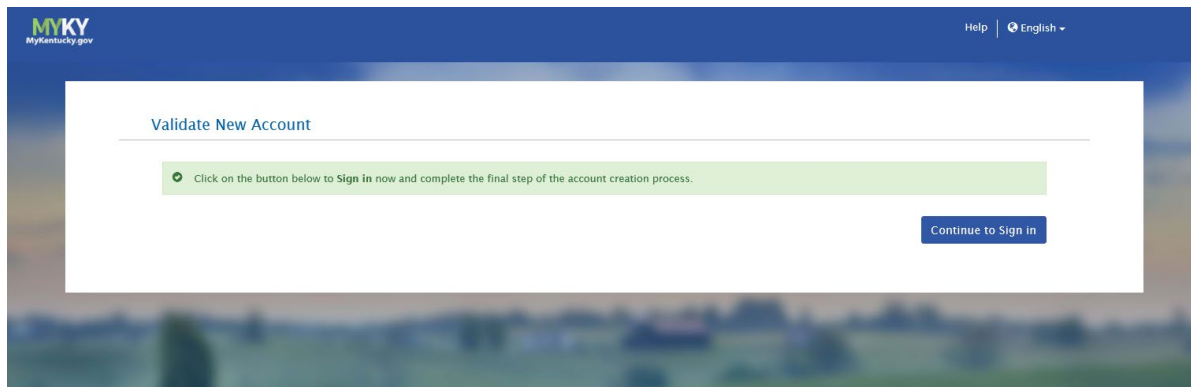 MYKY
MyKentucky.gov
Help
English
Validate New Account
Click on the button below to Sign in now and complete the final step of the account creation process.
Continue to Sign in